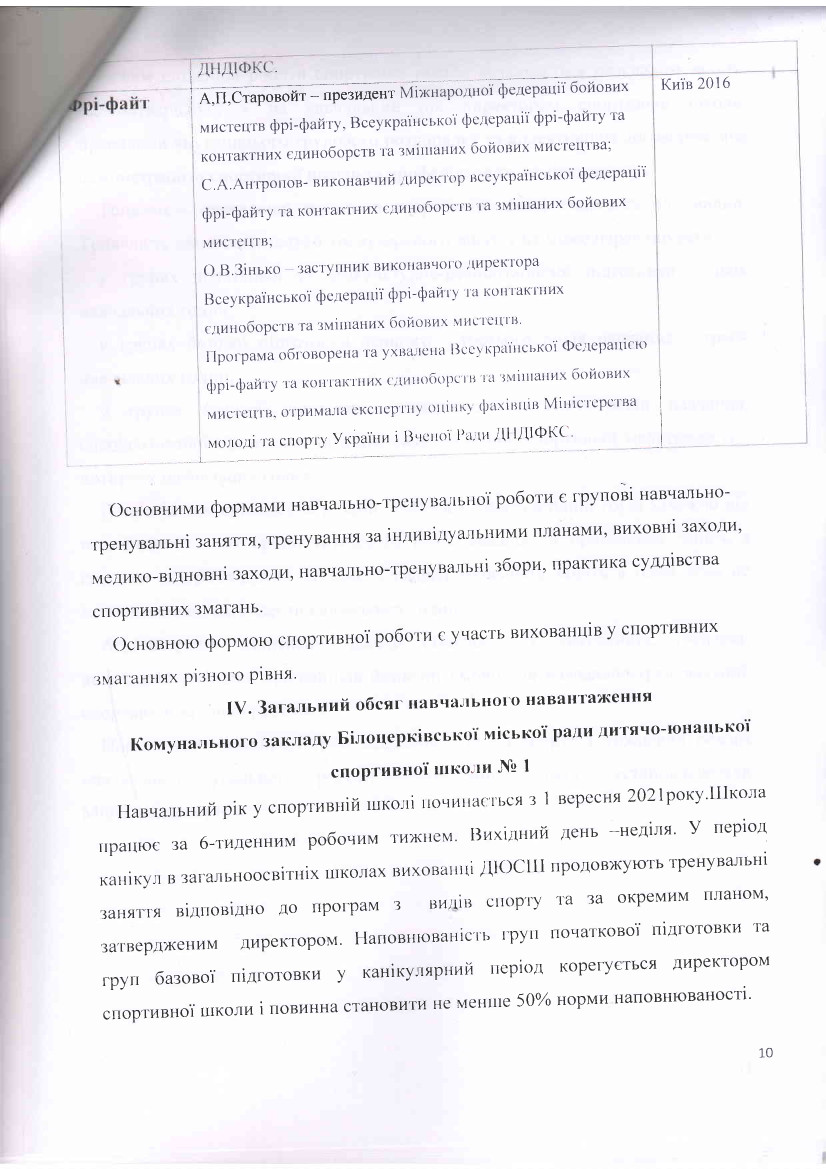 ДНДІФКС.
Фрі-файт
А,П,Старовойт – президент Міжнародної федерації бойових
Київ 2016
мистецтв фрі-файту, Всеукраїнської федерації фрі-файту та
контактних єдиноборств та змішаних бойових мистецтва;
С.А.Антропов- виконавчий директор всеукраїнської федерації
фрі-файту та контактних єдиноборств та змішаних бойових
мистецтв;
О.В.Зінько – заступник виконавчого директора
Всеукраїнської федерації фрі-файту та контактних
єдиноборств та змішаних бойових мистецтв.
Програма обговорена та ухвалена Всеукраїнської Федерацією
фрі-файту та контактних єдиноборств та змішаних бойових
мистецтв, отримала експертну оцінку фахівців Міністерства
молоді та спорту України і Вченої Ради ДНДІФКС.
Основними формами навчально-тренувальної роботи є групові навчально-
тренувальні заняття, тренування за індивідуальними планами, виховні заходи,
медико-відновні заходи, навчально-тренувальні збори, практика суддівства
спортивних змагань.
Основною формою спортивної роботи є участь вихованців у спортивних
змаганнях різного рівня.
IV. Загальний обсяг навчального навантаження
Комунального закладу Білоцерківської міської ради дитячо-юнацької
спортивної школи № 1
Навчальний рік у спортивній школі починається з 1 вересня 2021року.Школа
працює за 6-тиденним робочим тижнем. Вихідний день –неділя. У період
канікул в загальноосвітніх школах вихованці ДЮСШ продовжують тренувальні
заняття відповідно до програм з видів спорту та за окремим планом,
затвердженим директором. Наповнюваність груп початкової підготовки та
груп базової підготовки у канікулярний період корегується директором
спортивної школи і повинна становити не менше 50% норми наповнюваності.
10